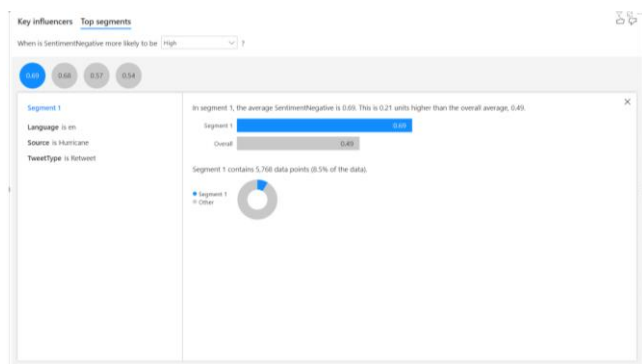 Key influencers Top segments
When is SentimentNegative more likely to be High ?
0.69 0.68 0.57 0.54
Segment 1
Language is en
Source is Hurricane
TweetType is Retweet
In segment 1, the average SentimentNegative is 0.69. This is 0.21 units higher than the overall average, 0.49.
Segment 1 0.69
Overall 0.49
Segment 1 contains 5,768 data points (8.5% of the data).
Segment 1
Other